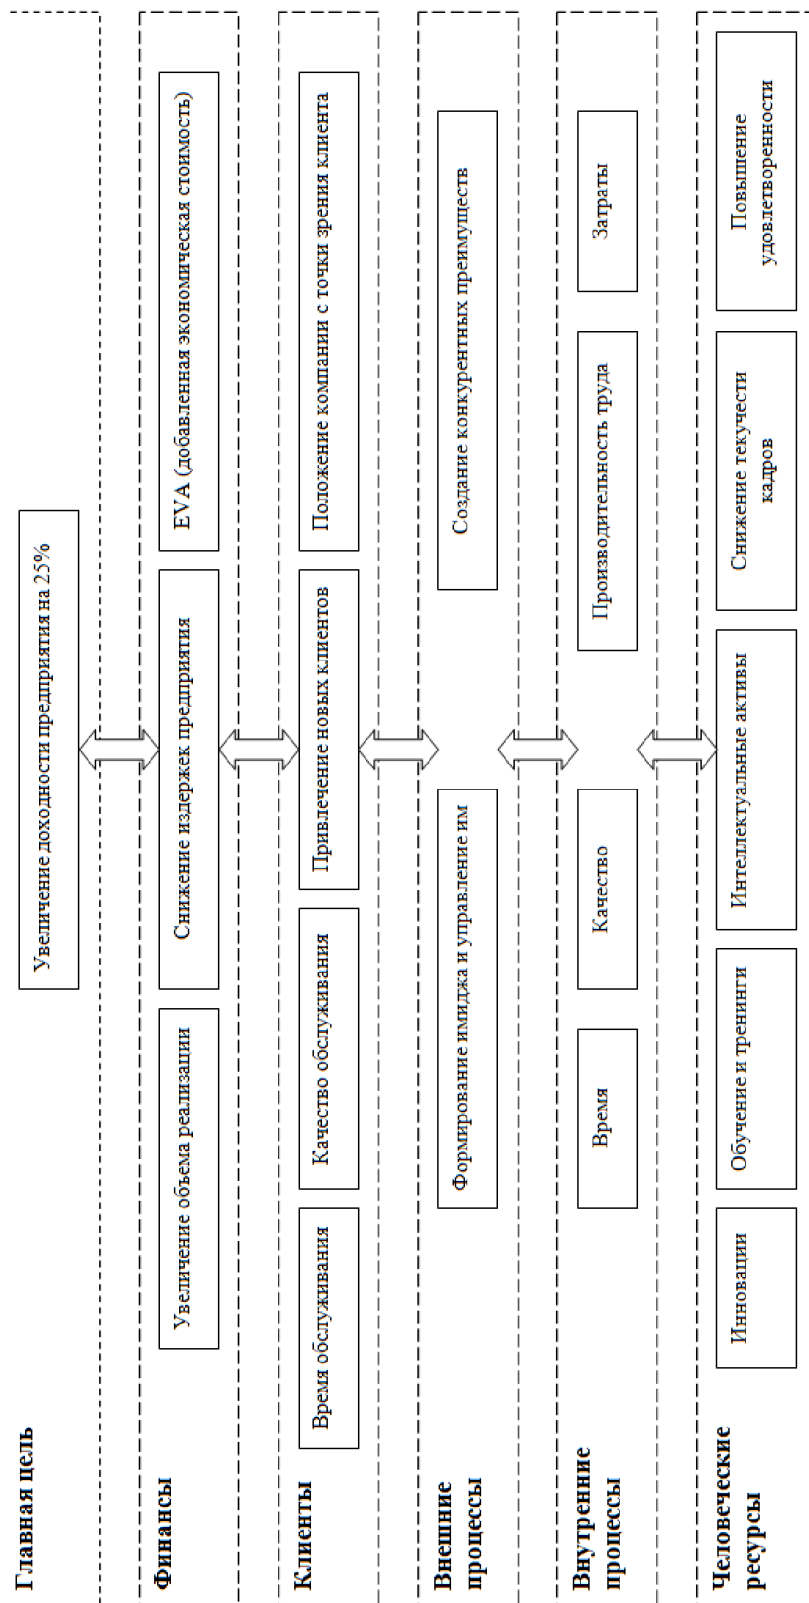 Главная цель
Увеличение доходности предприятия на 25%
Финансы
Увеличение объема реализации
Снижение издержек предприятия
EVA (добавленная экономическая стоимость)
Клиенты
Время обслуживания
Качество обслуживания
Привлечение новых клиентов
Положение компании с точки зрения клиента
Внешние
процессы
Формирование имиджа и управление им
Создание конкурентных преимуществ
Внутренние
процессы
Время
Качество
Производительность труда
Затраты
Человеческие
ресурсы
Инновации
Обучение и тренинги
Интеллектуальные активы
Снижение текучести
кадров
Повышение
удовлетворенности